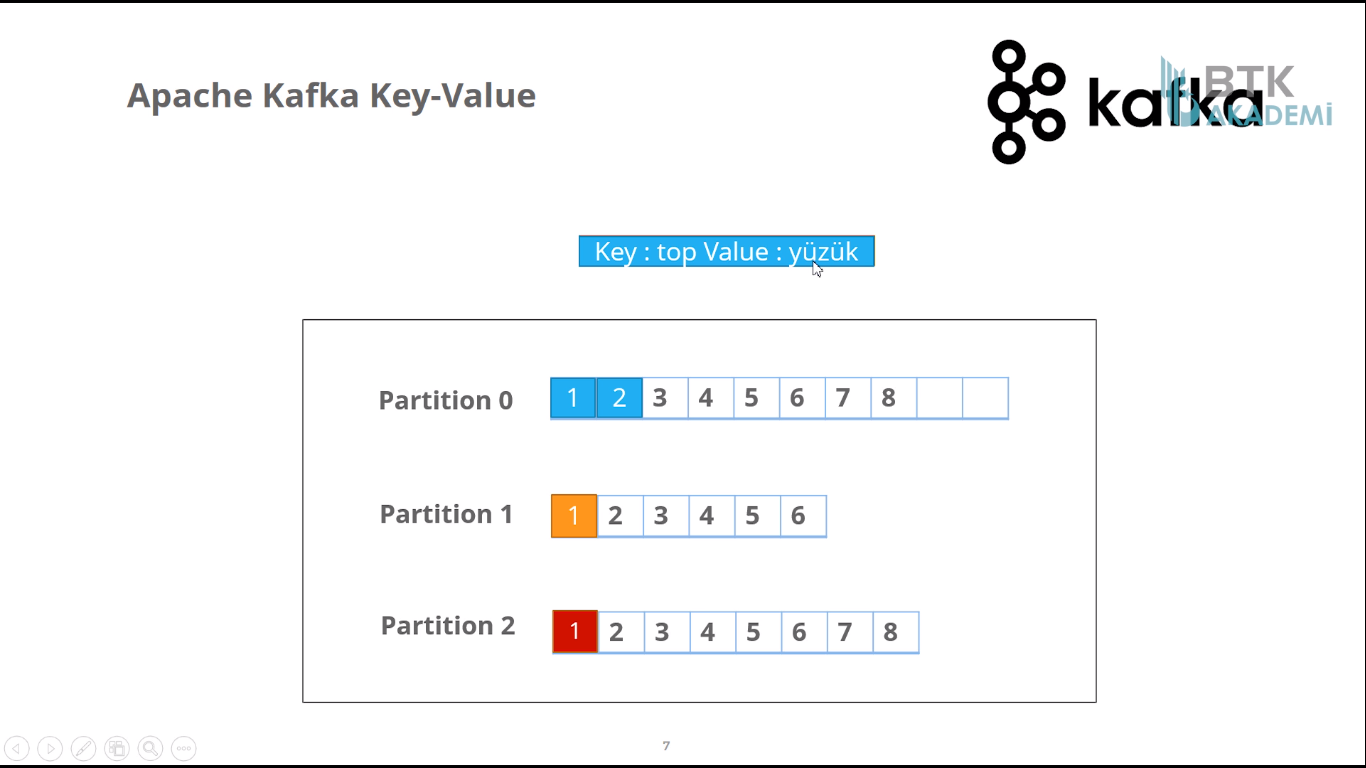 Apache Kafka Key-Value
kafka
BTK
AKADEMİ
Key : top Value : yüzük
Partition 0 1 2 3 4 5 6 7 8
Partition 1 1 2 3 4 5 6
Partition 2 1 2 3 4 5 6 7 8
7